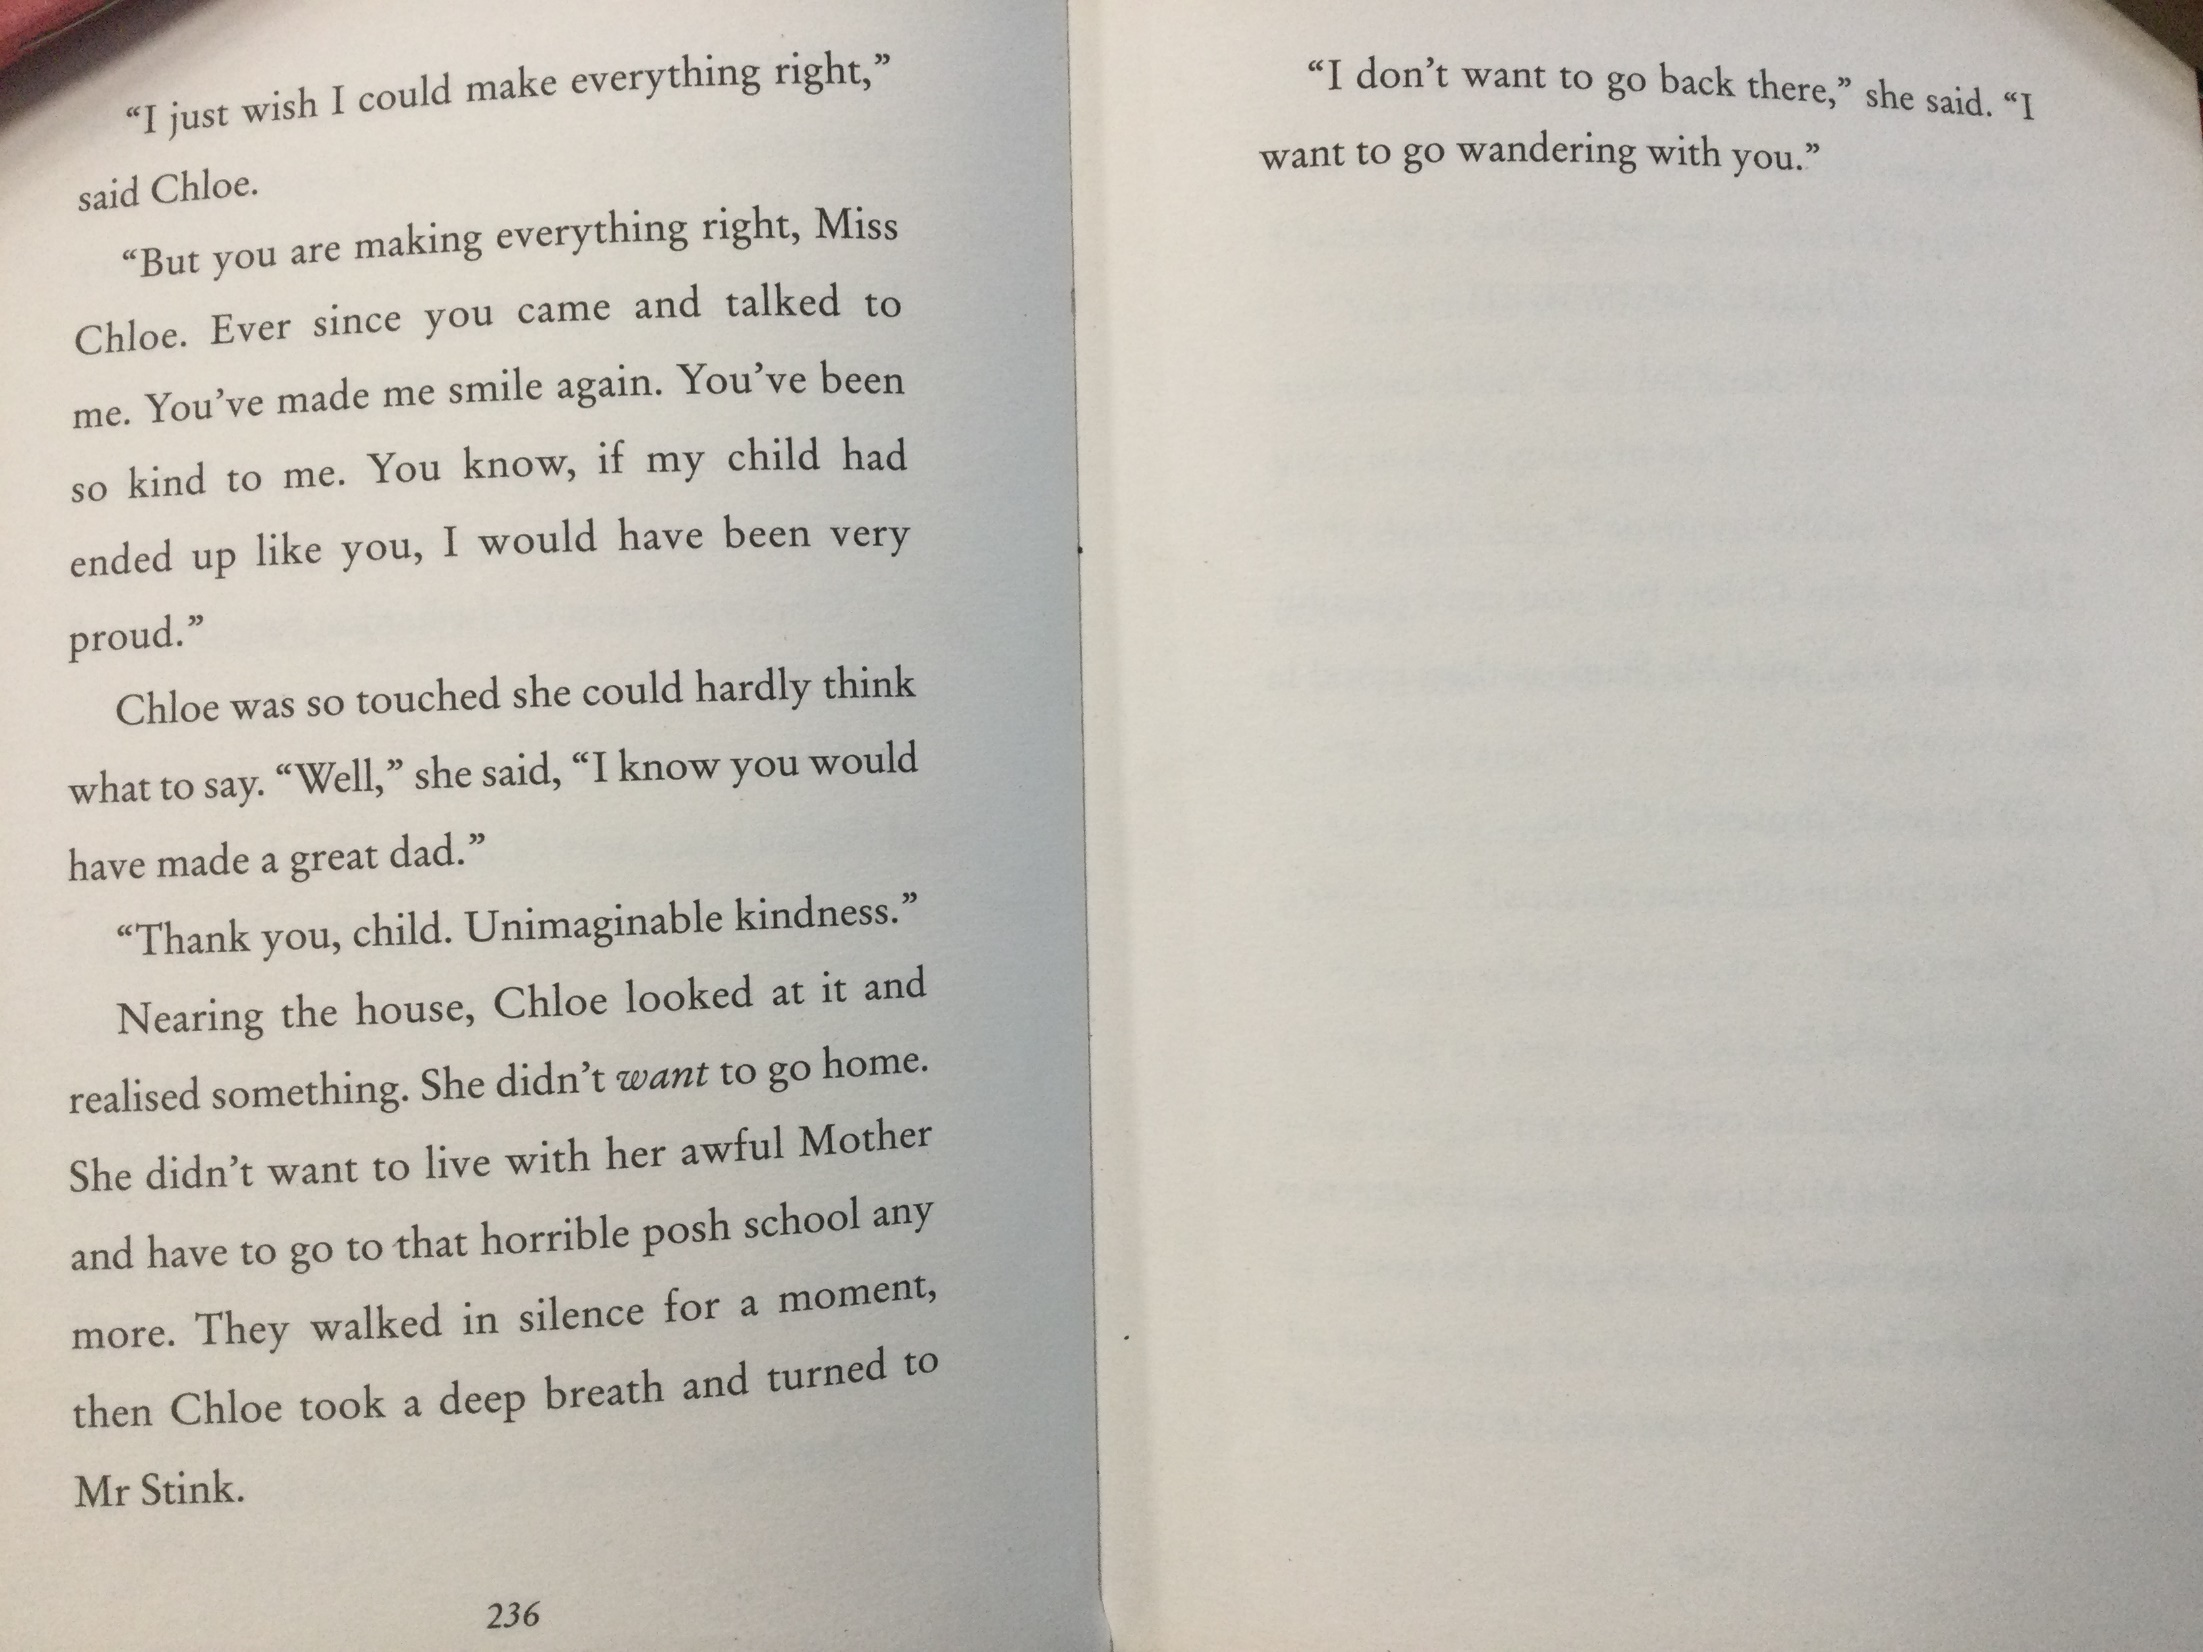 “I just wish I could make everything right,”
said Chloe.
“But you are making everything right, Miss
Chloe. Ever since you came and talked to
me. You’ve made me smile again. You’ve been
so kind to me. You know, if my child had
ended up like you, I would have been very
proud.”
Chloe was so touched she could hardly think
what to say. “Well,” she said, “I know you would
have made a great dad.”
“Thank you, child. Unimaginable kindness.”
Nearing the house, Chloe looked at it and
realised something. She didn’t want to go home.
She didn’t want to live with her awful Mother
and have to go to that horrible posh school any
more. They walked in silence for a moment,
then Chloe took a deep breath and turned to
Mr Stink.
236
“I don’t want to go back there,” she said. “I
want to go wandering with you.”